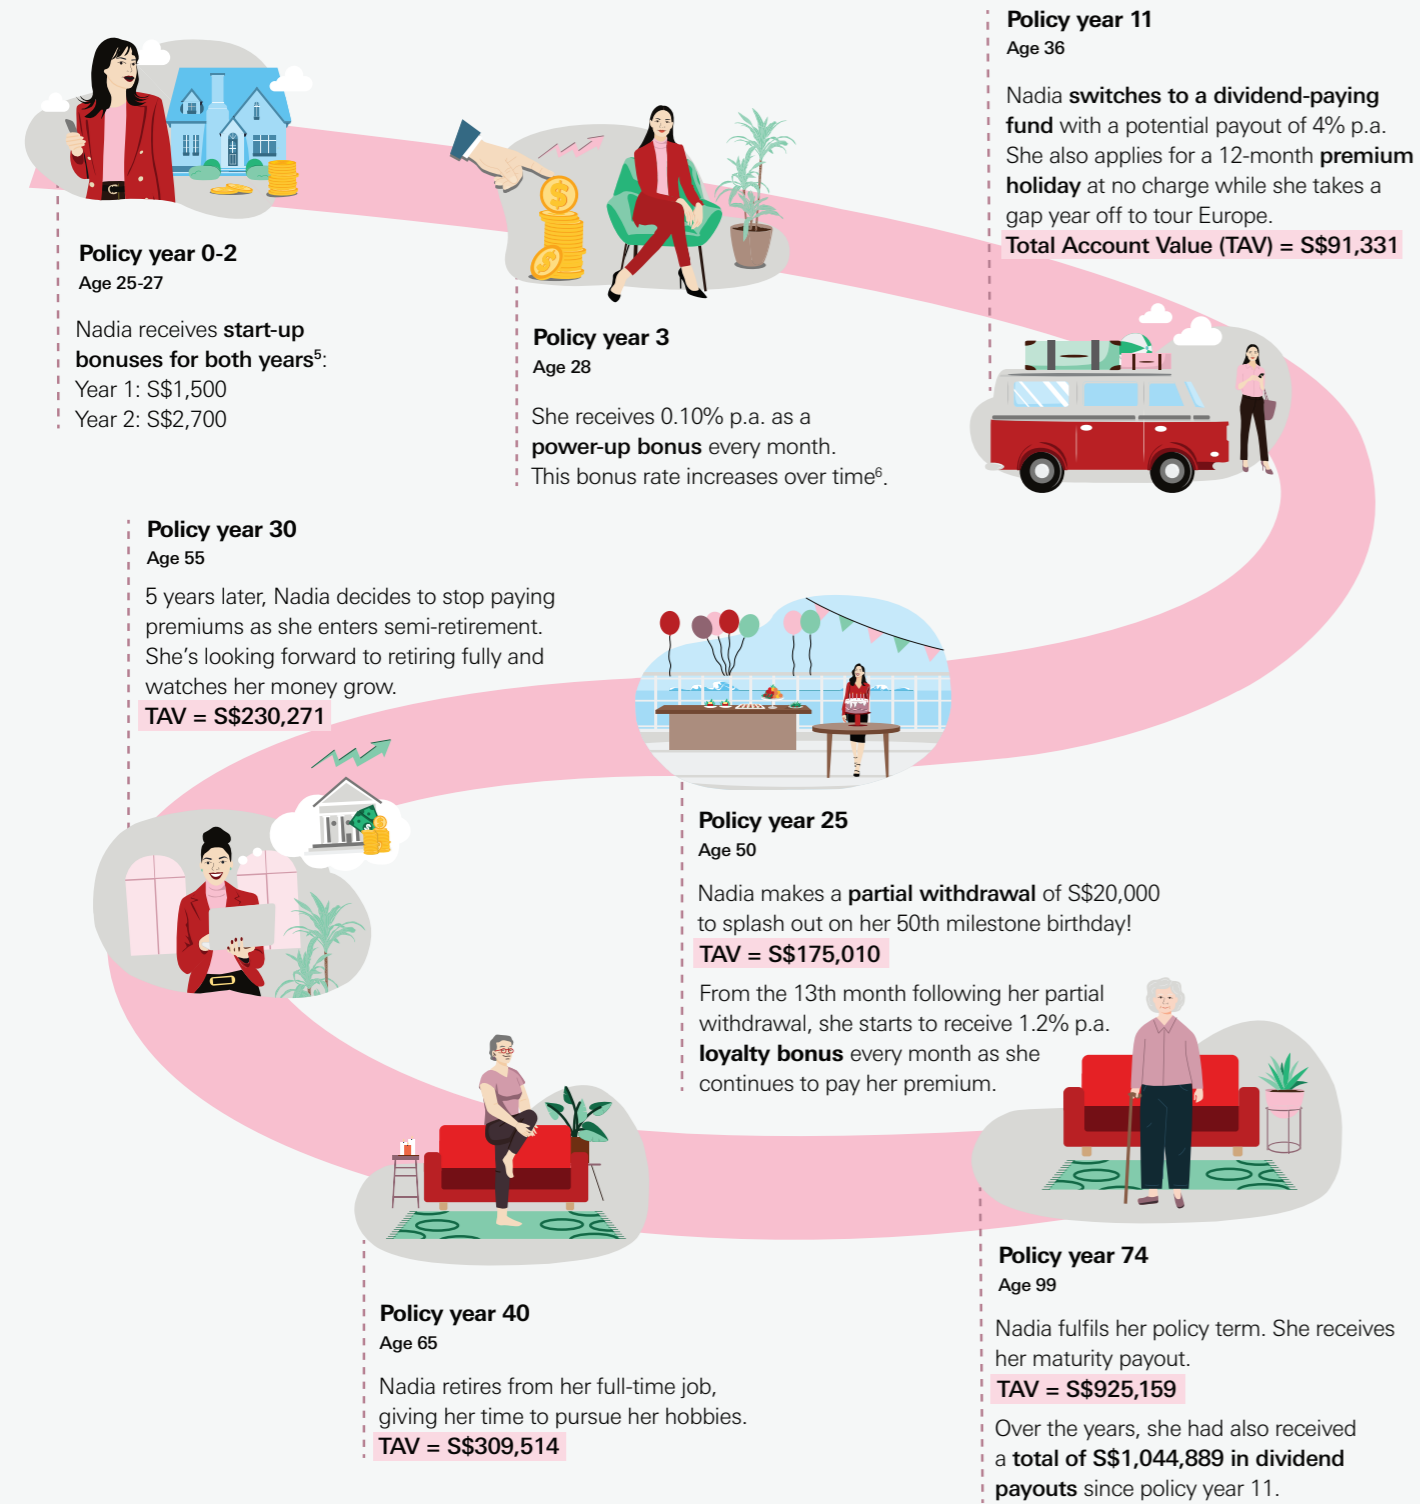 Policy year 0-2
Age 25-27
Nadia receives start-up
bonuses for both years⁵:
Year 1: S$1,500
Year 2: S$2,700
Policy year 3
Age 28
She receives 0.10% p.a. as a
power-up bonus every month.
This bonus rate increases over time⁶.
Policy year 11
Age 36
Nadia switches to a dividend-paying
fund with a potential payout of 4% p.a.
She also applies for a 12-month premium
holiday at no charge while she takes a
gap year off to tour Europe.
Total Account Value (TAV) = S$91,331
Policy year 25
Age 50
Nadia makes a partial withdrawal of S$20,000
to splash out on her 50th milestone birthday!
TAV = S$175,010
From the 13th month following her partial
withdrawal, she starts to receive 1.2% p.a.
loyalty bonus every month as she
continues to pay her premium.
Policy year 30
Age 55
5 years later, Nadia decides to stop paying
premiums as she enters semi-retirement.
She's looking forward to retiring fully and
watches her money grow.
TAV = S$230,271
Policy year 40
Age 65
Nadia retires from her full-time job,
giving her time to pursue her hobbies.
TAV = S$309,514
Policy year 74
Age 99
Nadia fulfils her policy term. She receives
her maturity payout.
TAV = S$925,159
Over the years, she had also received
a total of S$1,044,889 in dividend
payouts since policy year 11.